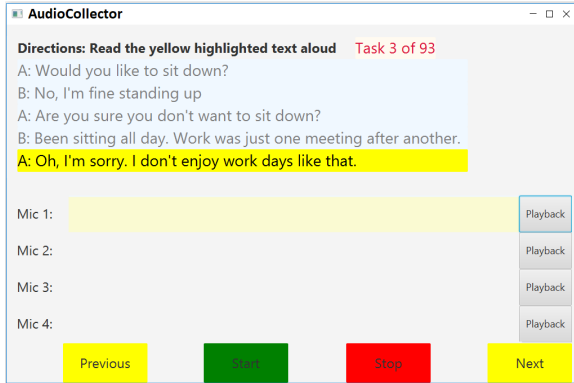 AudioCollector
Directions: Read the yellow highlighted text aloud Task 3 of 93
A: Would you like to sit down?
B: No, I'm fine standing up
A: Are you sure you don't want to sit down?
B: Been sitting all day. Work was just one meeting after another.
A: Oh, I'm sorry. I don't enjoy work days like that.
Mic 1: Playback
Mic 2: Playback
Mic 3: Playback
Mic 4: Playback
Previous Start Stop Next